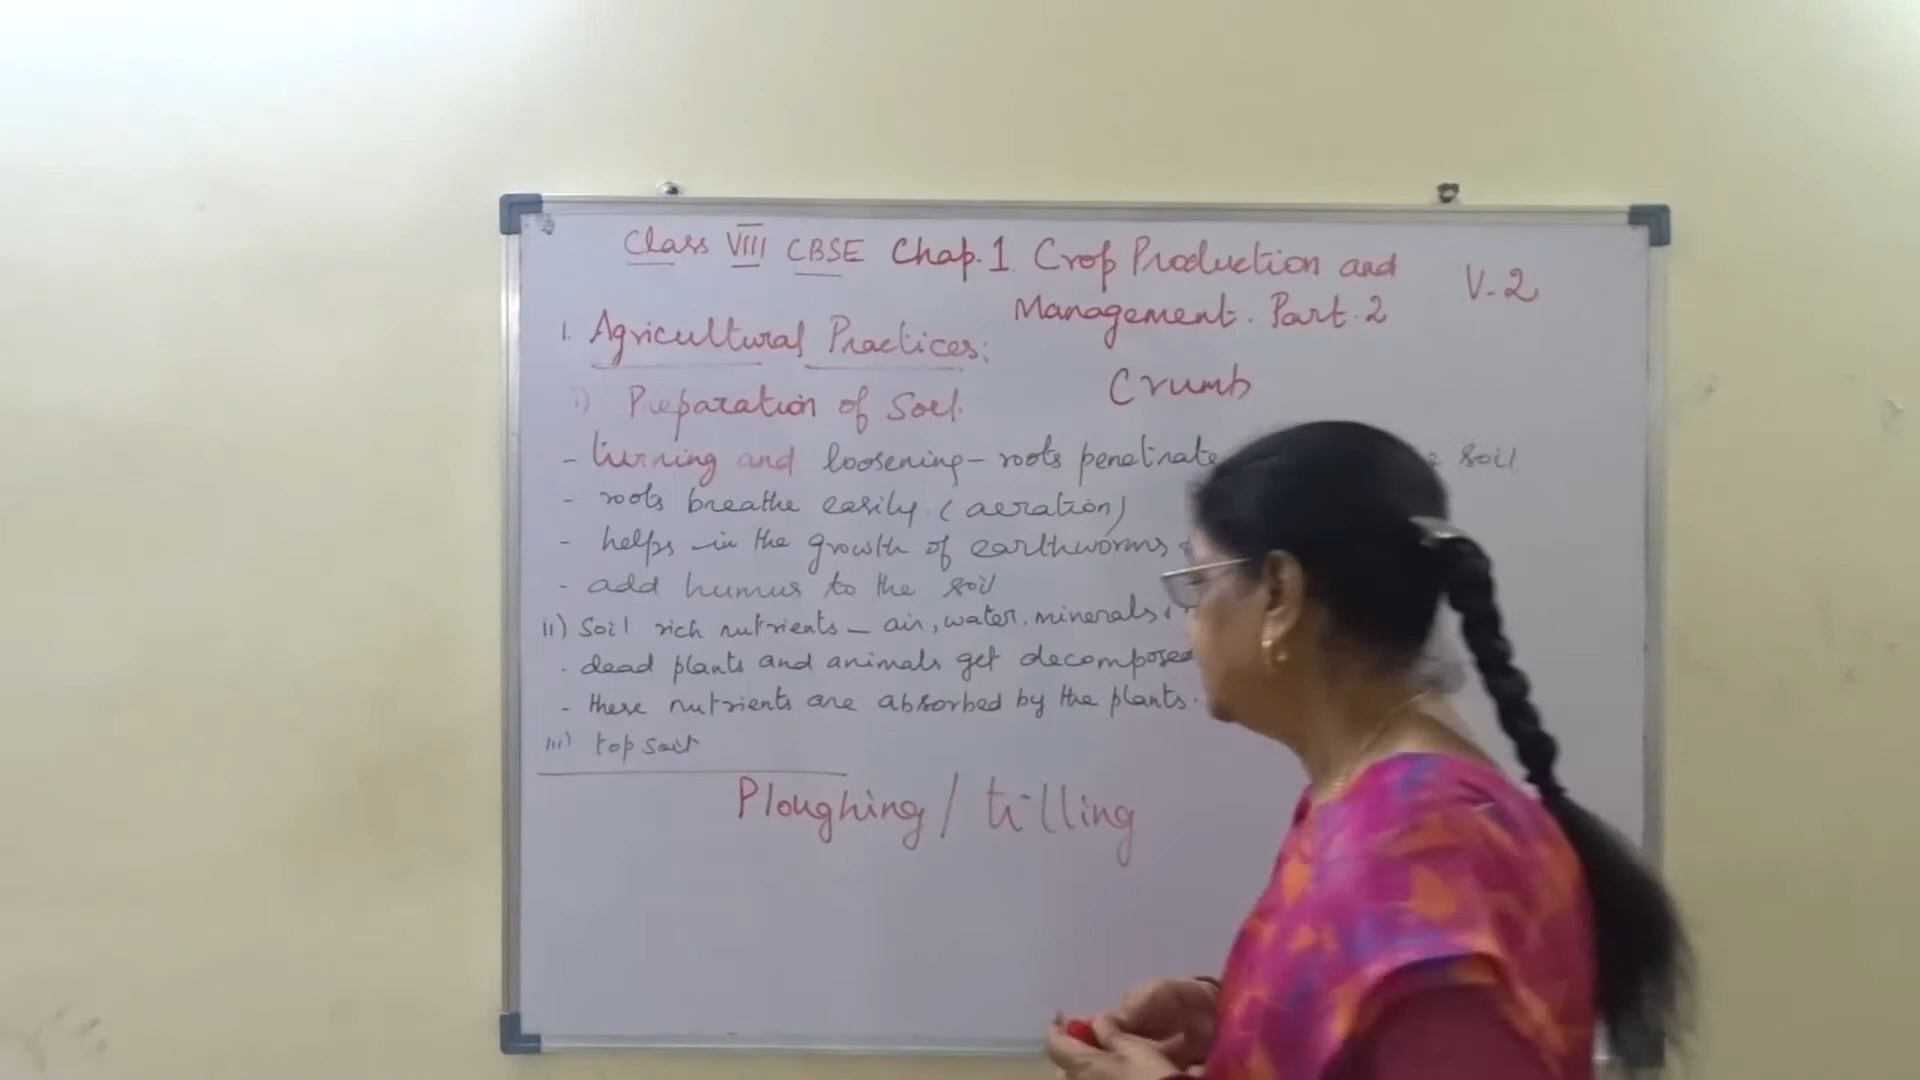 Class VIII CBSE Chap.1 Crop Production and
Management. Part.2
V-2
1. Agricultural Practices:
i) Preparation of Soil.
Crumb
- turning and loosening - roots penetrate soil
- roots breathe easily. (aeration)
- helps in the growth of earthworms
- add humus to the soil
ii) Soil rich nutrients - air, water, minerals
- dead plants and animals get decomposed
- these nutrients are absorbed by the plants.
iii) top soil
Ploughing / tilling